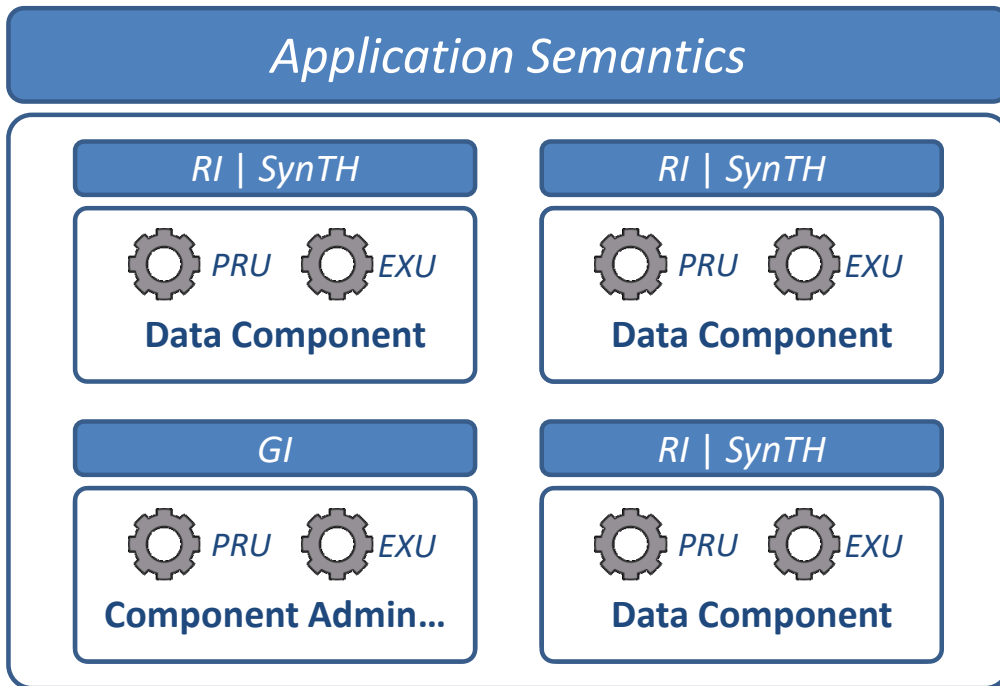 Application Semantics
RI | SynTH
RI | SynTH
PRU EXU
PRU EXU
Data Component
Data Component
GI
RI | SynTH
PRU EXU
PRU EXU
Component Admin…
Data Component